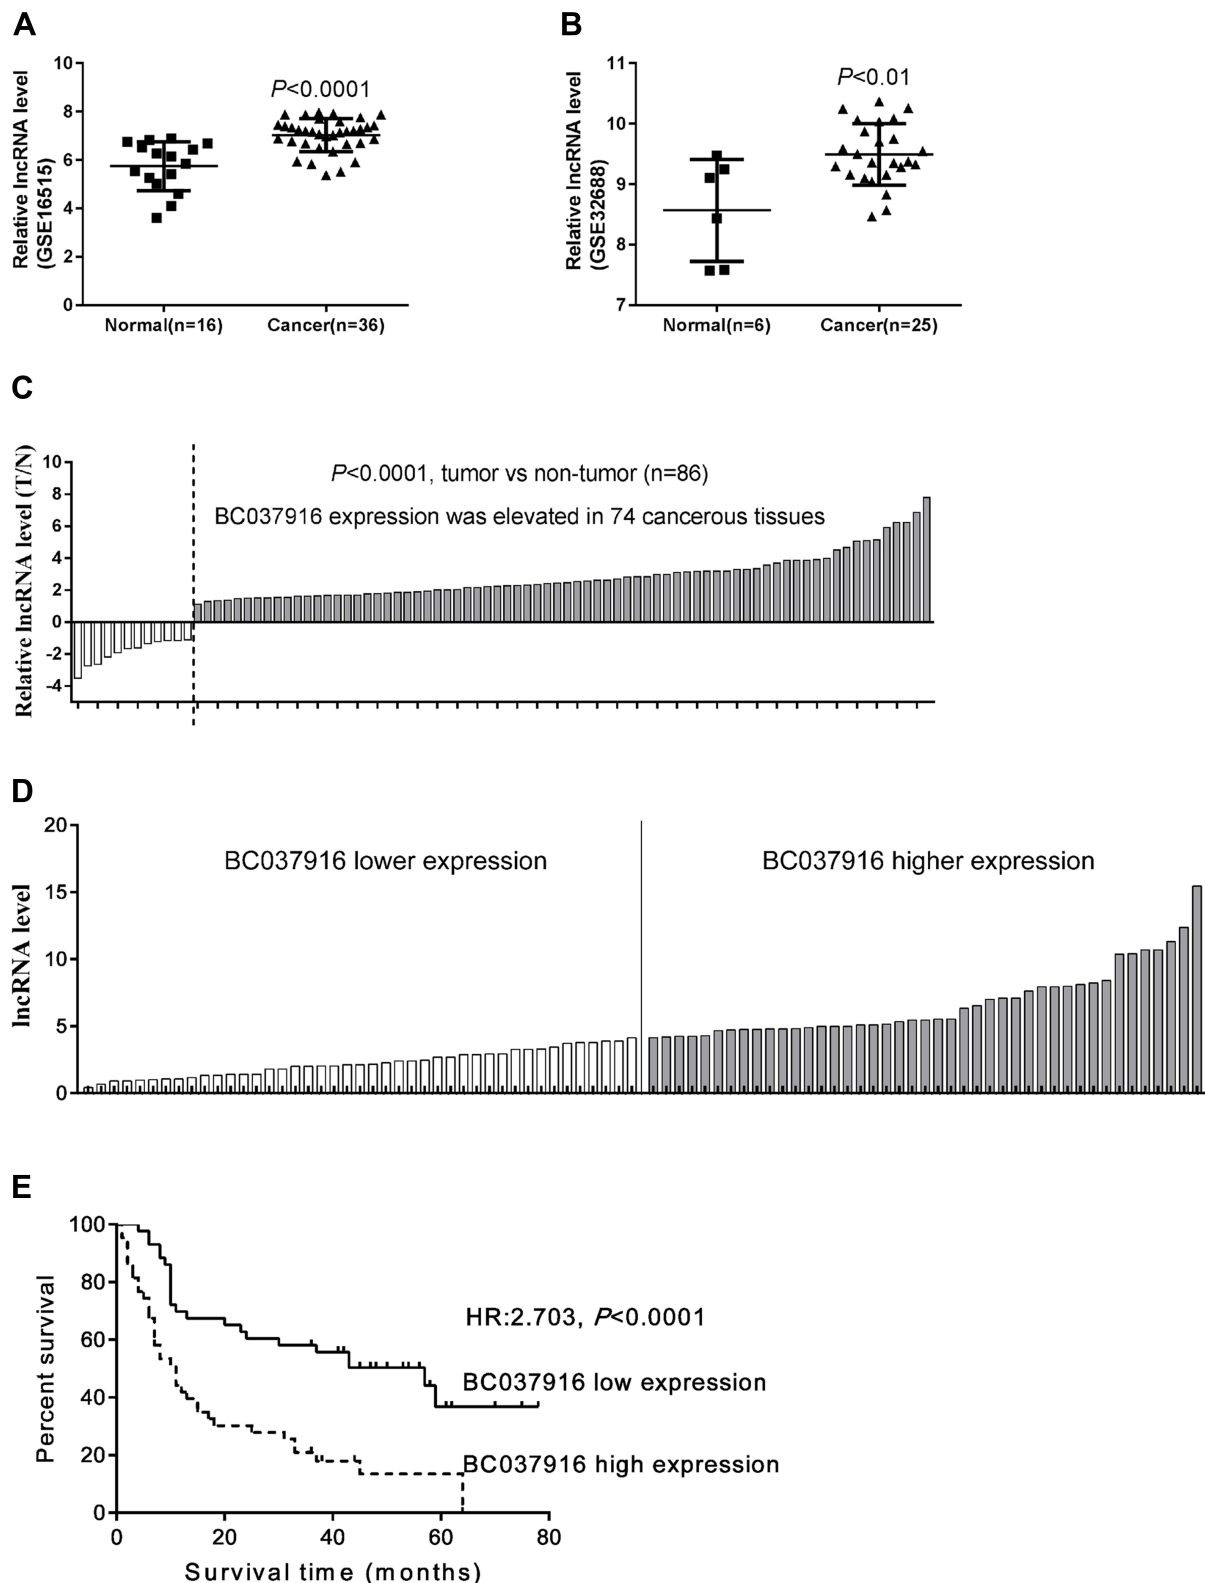 A
Relative lncRNA level
(GSE16515)
10
8
6
4
2
0
P<0.0001
Normal(n=16)
Cancer(n=36)
B
Relative lncRNA level
(GSE32688)
11
10
9
8
7
P<0.01
Normal(n=6)
Cancer(n=25)
C
Relative lncRNA level (T/N)
10
8
6
4
2
0
-2
-4
P<0.0001, tumor vs non-tumor (n=86)
BC037916 expression was elevated in 74 cancerous tissues
D
lncRNA level
20
15
10
5
0
BC037916 lower expression
BC037916 higher expression
E
Percent survival
100
80
60
40
20
0
HR:2.703, P<0.0001
BC037916 low expression
BC037916 high expression
0
20
40
60
80
Survival time (months)